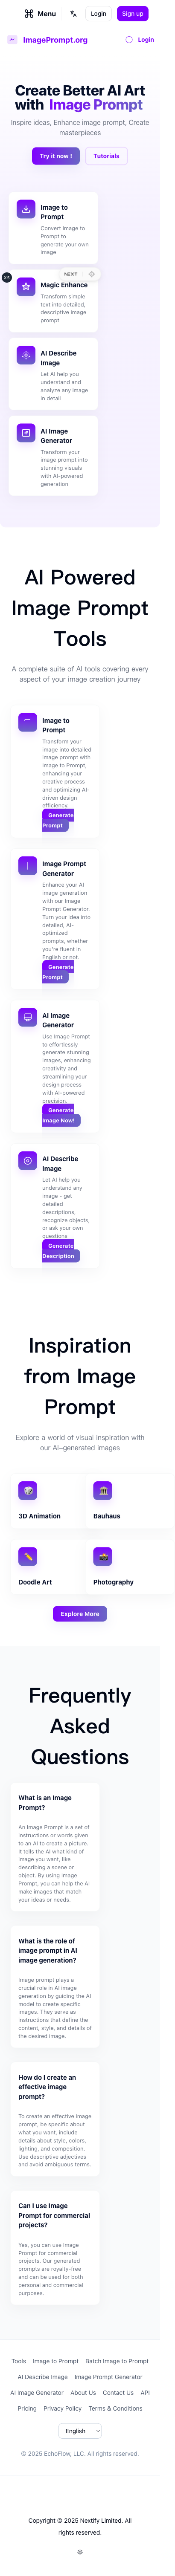 Menu
Login
Sign up
ImagePrompt.org
Login
Create Better AI Art
with Image Prompt
Inspire ideas, Enhance image prompt, Create
masterpieces
Try it now !
Tutorials
Image to
Prompt
Convert Image to
Prompt to
generate your own
image
NEXT
XS
Magic Enhance
Transform simple
text into detailed,
descriptive image
prompt
AI Describe
Image
Let AI help you
understand and
analyze any image
in detail
AI Image
Generator
Transform your
image prompt into
stunning visuals
with AI-powered
generation
AI Powered
Image Prompt
Tools
A complete suite of AI tools covering every
aspect of your image creation journey
Image to
Prompt
Transform your
image into detailed
image prompt with
Image to Prompt,
enhancing your
creative process
and optimizing AI-
driven design
efficiency.
Generate
Prompt
Image Prompt
Generator
Enhance your AI
image generation
with our Image
Prompt Generator.
Turn your idea into
detailed, AI-
optimized
prompts, whether
you're fluent in
English or not.
Generate
Prompt
AI Image
Generator
Use Image Prompt
to effortlessly
generate stunning
images, enhancing
creativity and
streamlining your
design process
with AI-powered
precision.
Generate
Image Now!
AI Describe
Image
Let AI help you
understand any
image - get
detailed
descriptions,
recognize objects,
or ask your own
questions
Generate
Description
Inspiration
from Image
Prompt
Explore a world of visual inspiration with
our AI-generated images
3D Animation
Bauhaus
Doodle Art
Photography
Explore More
Frequently
Asked
Questions
What is an Image
Prompt?
An Image Prompt is a set of
instructions or words given
to an AI to create a picture.
It tells the AI what kind of
image you want, like
describing a scene or
object. By using Image
Prompt, you can help the AI
make images that match
your ideas or needs.
What is the role of
image prompt in AI
image generation?
Image prompt plays a
crucial role in AI image
generation by guiding the AI
model to create specific
images. They serve as
instructions that define the
content, style, and details of
the desired image.
How do I create an
effective image
prompt?
To create an effective image
prompt, be specific about
what you want, include
details about style, colors,
lighting, and composition.
Use descriptive adjectives
and avoid ambiguous terms.
Can I use Image
Prompt for commercial
projects?
Yes, you can use Image
Prompt for commercial
projects. Our generated
prompts are royalty-free
and can be used for both
personal and commercial
purposes.
Tools Image to Prompt Batch Image to Prompt
AI Describe Image Image Prompt Generator
AI Image Generator About Us Contact Us API
Pricing Privacy Policy Terms & Conditions
English
© 2025 EchoFlow, LLC. All rights reserved.
Copyright © 2025 Nextify Limited. All
rights reserved.